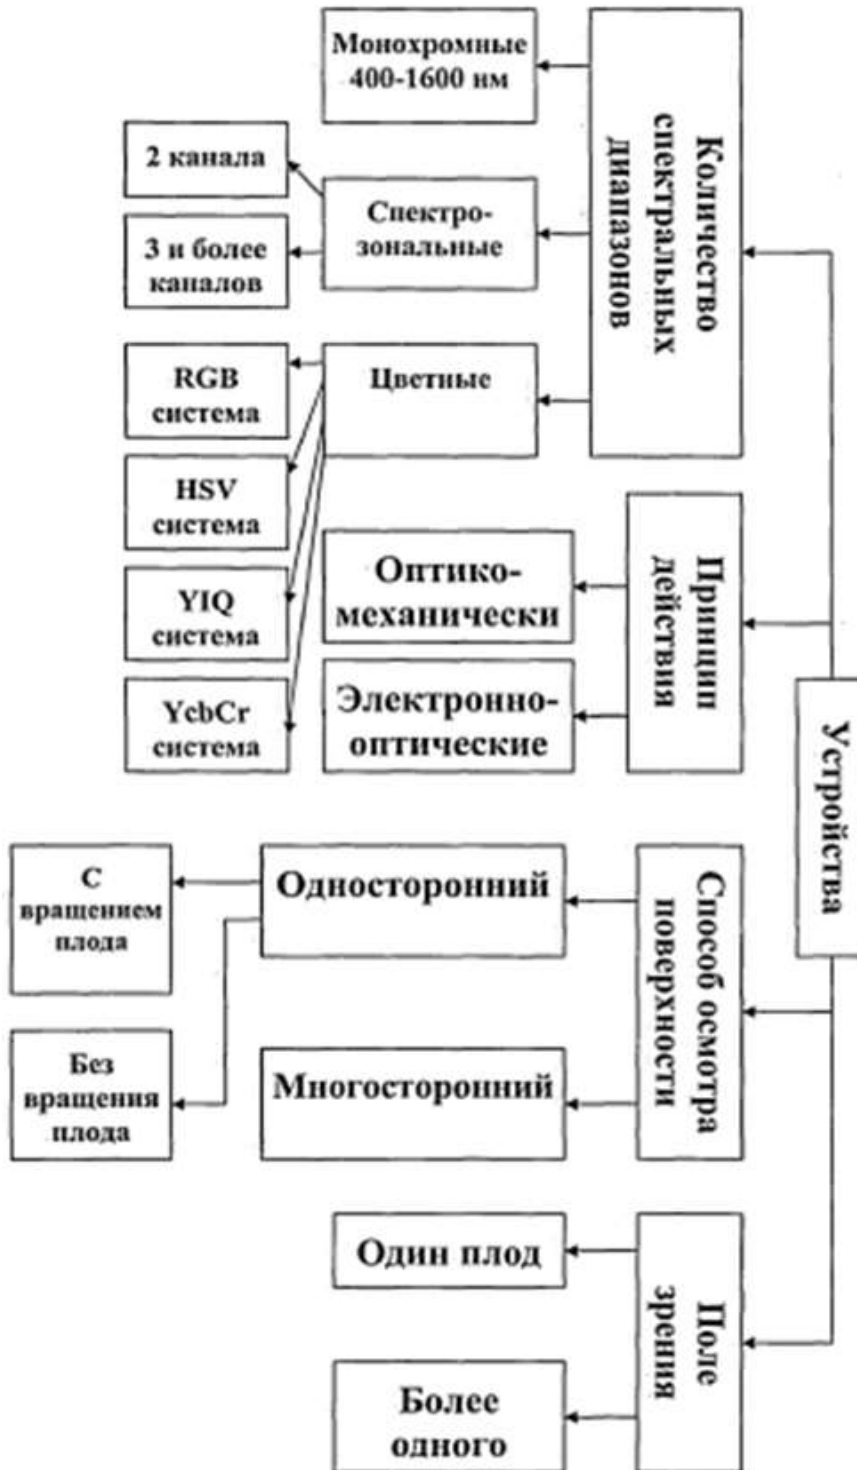 Устройства
Количество
спектральных
диапазонов
Монохромные
400-1600 нм
Спектро-
зональные
2 канала
3 и более
каналов
Цветные
RGB
система
HSV
система
YIQ
система
YcbCr
система
Принцип
действия
Оптико-
механически
Электронно-
оптические
Способ осмотра
поверхности
Односторонний
С
вращением
плода
Без
вращения
плода
Многосторонний
Поле
зрения
Один плод
Более
одного